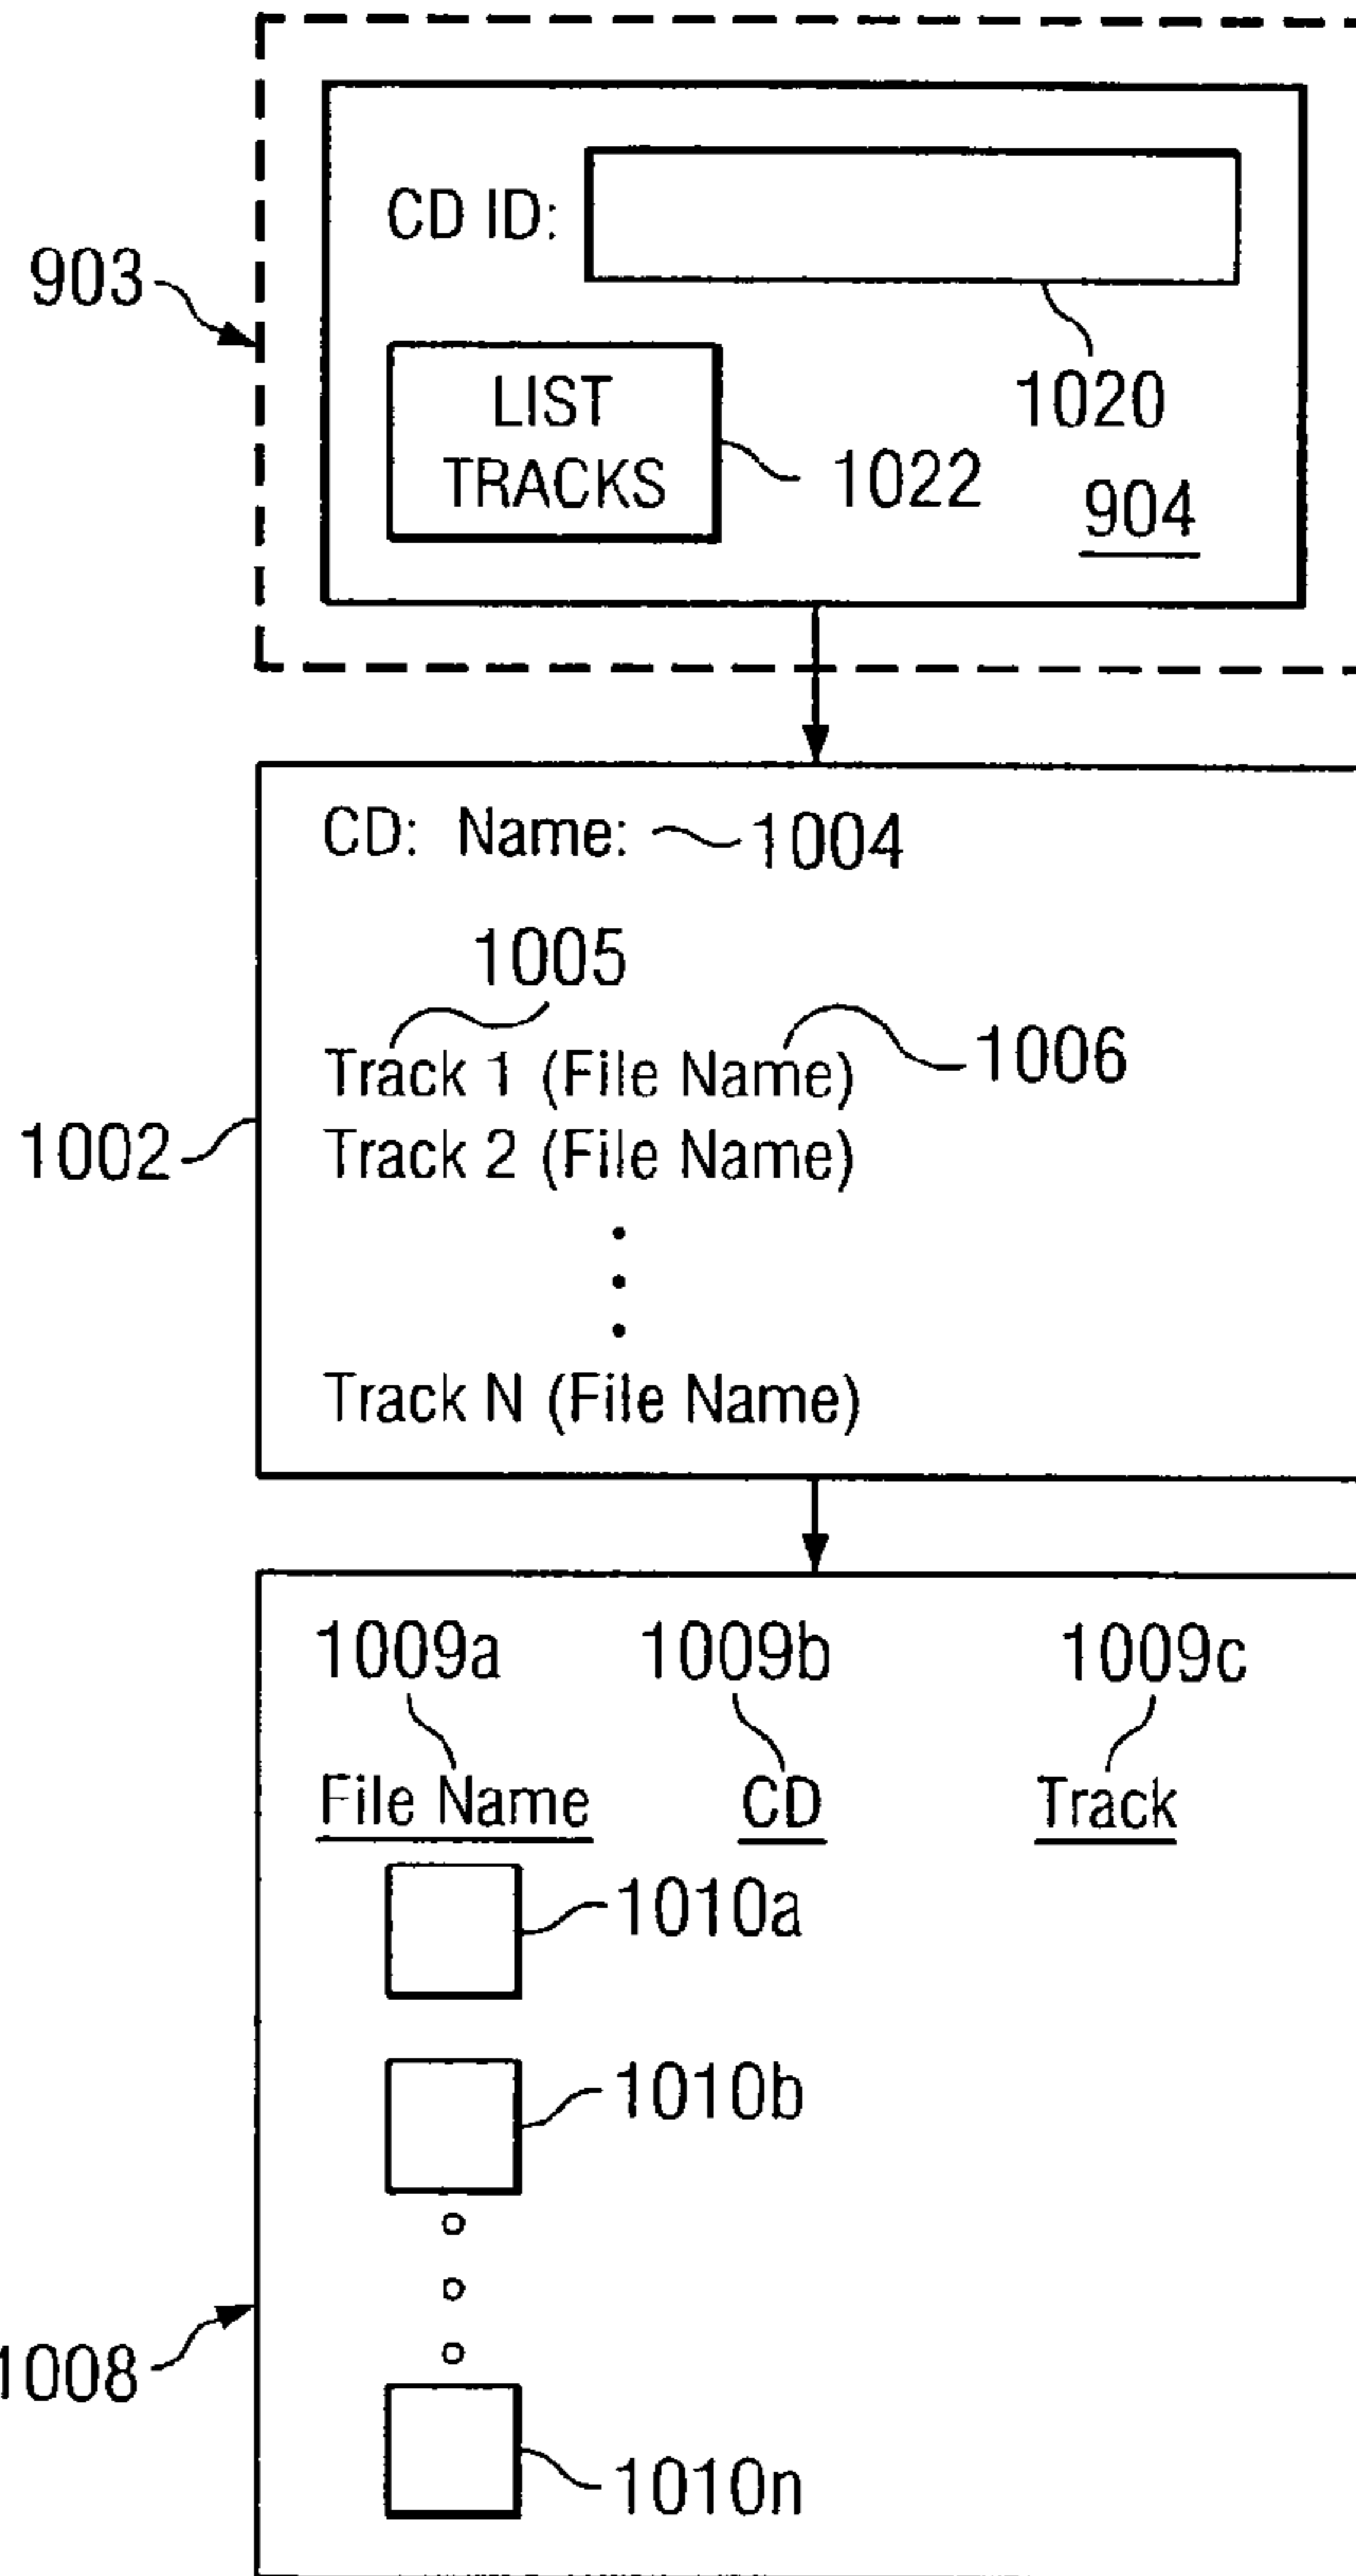 CD ID:
903
1020
LIST
TRACKS
1022
904
CD: Name: 1004
1005
Track 1 (File Name) 1006
1002
Track 2 (File Name)
Track N (File Name)
1009a 1009b 1009c
File Name CD Track
1010a
1010b
1008
1010n